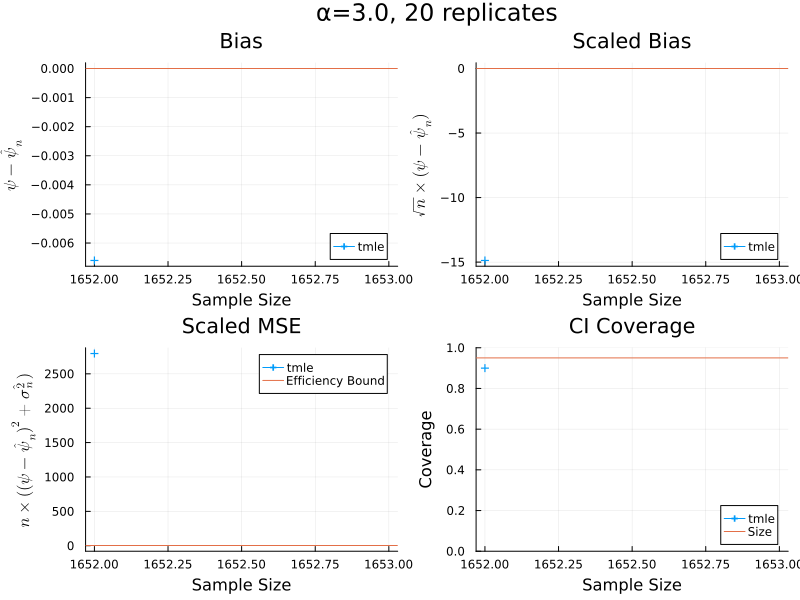 α=3.0, 20 replicates
Bias
0.000
−0.001
−0.002
−0.003
−0.004
−0.005
−0.006
ψ − ψ̂ₙ
tmle
1652.00 1652.25 1652.50 1652.75 1653.00
Sample Size
Scaled Bias
0
−5
−10
−15
√n × (ψ − ψ̂ₙ)
tmle
1652.00 1652.25 1652.50 1652.75 1653.00
Sample Size
Scaled MSE
2500
2000
1500
1000
500
0
n × ((ψ − ψ̂ₙ)² + σ̂ₙ²)
tmle
Efficiency Bound
1652.00 1652.25 1652.50 1652.75 1653.00
Sample Size
CI Coverage
1.0
0.8
0.6
0.4
0.2
0.0
Coverage
tmle
Size
1652.00 1652.25 1652.50 1652.75 1653.00
Sample Size